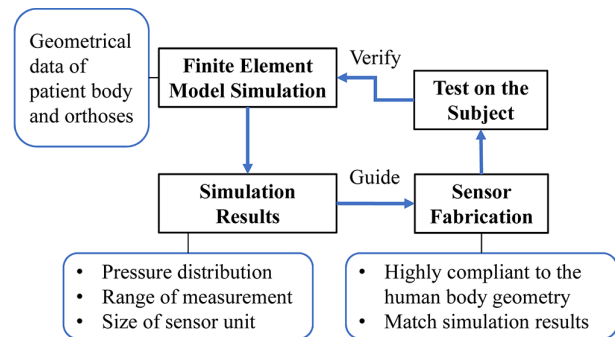 Geometrical
data of
patient body
and orthoses
Finite Element
Model Simulation
Verify
Test on the
Subject
Simulation
Results
Guide
Sensor
Fabrication
• Pressure distribution
• Range of measurement
• Size of sensor unit
• Highly compliant to the
human body geometry
• Match simulation results